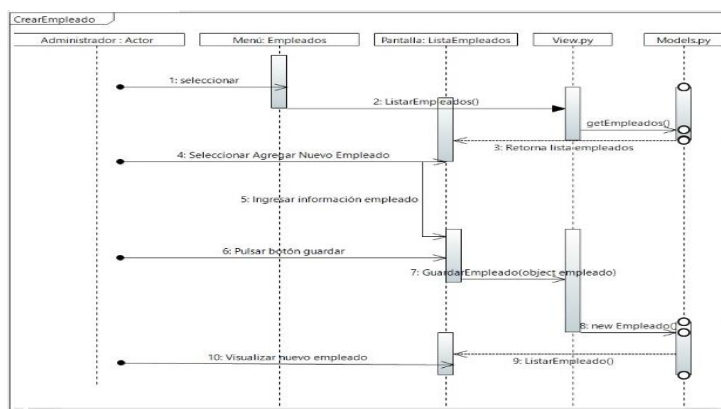 CrearEmpleado
Administrador : Actor
Menú: Empleados
Pantalla: ListaEmpleados
View.py
Models.py
1: seleccionar
2: ListarEmpleados()
getEmpleados()
3: Retorna lista empleados
4: Seleccionar Agregar Nuevo Empleado
5: Ingresar información empleado
6: Pulsar botón guardar
7: GuardarEmpleado(object empleado)
8: new Empleado()
9: ListarEmpleado()
10: Visualizar nuevo empleado